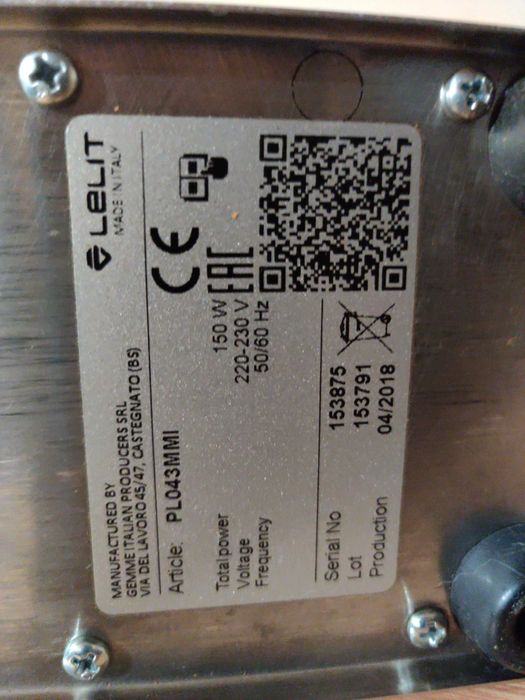 LELIT
MADE IN ITALY
MANUFACTURED BY
GEMME ITALIAN PRODUCERS SRL
VIA DEL LAVORO 45/47, CASTEGNATO (BS)
Article: PL043MMI
CE
EAC
Total power 150 W
Voltage 220-230 V
Frequency 50/60 Hz
Serial No 153875
Lot 153791
Production 04/2018